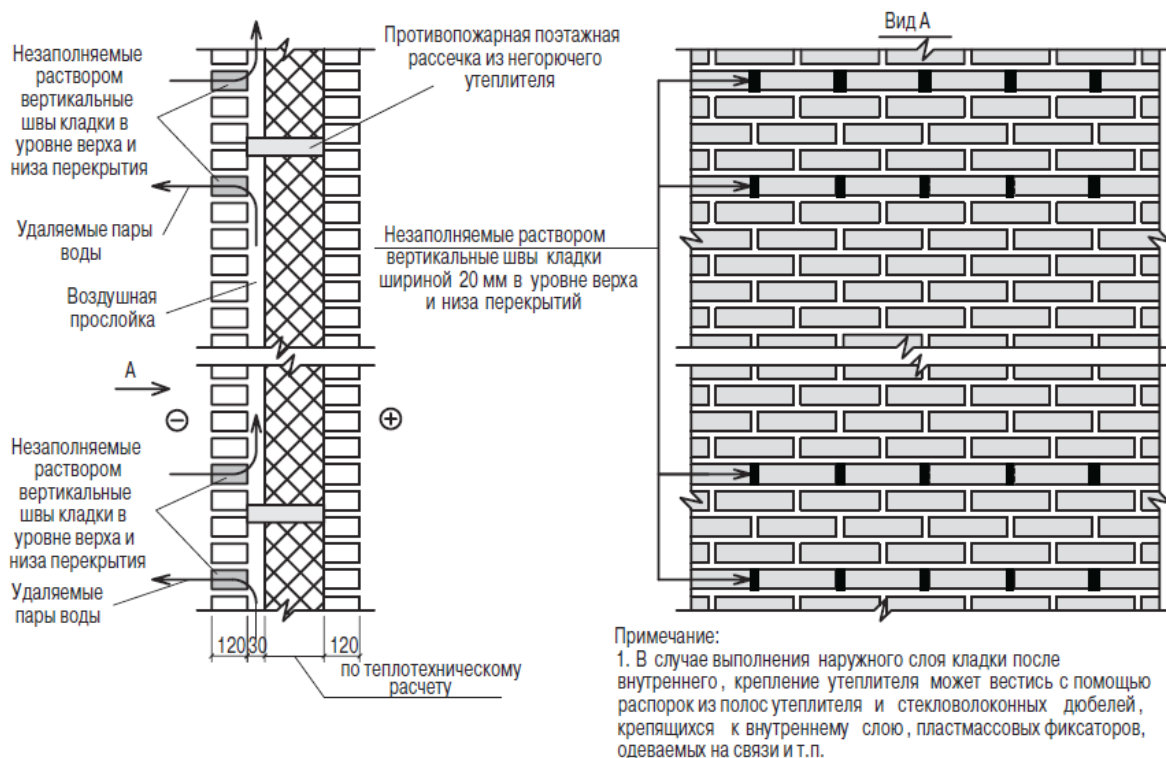 Незаполняемые
раствором
вертикальные
швы кладки в
уровне верха и
низа перекрытия
Удаляемые пары
воды
Воздушная
прослойка
А
Незаполняемые
раствором
вертикальные
швы кладки в
уровне верха и
низа перекрытия
Удаляемые
пары воды
120
30
120
по теплотехническому
расчету
Противопожарная поэтажная
рассечка из негорючего
утеплителя
Незаполняемые раствором
вертикальные швы кладки
шириной 20 мм в уровне верха
и низа перекрытий
Вид А
Примечание:
1. В случае выполнения наружного слоя кладки после
внутреннего, крепление утеплителя может вестись с помощью
распорок из полос утеплителя и стекловолоконных дюбелей,
крепящихся к внутреннему слою, пластмассовых фиксаторов,
одеваемых на связи и т.п.